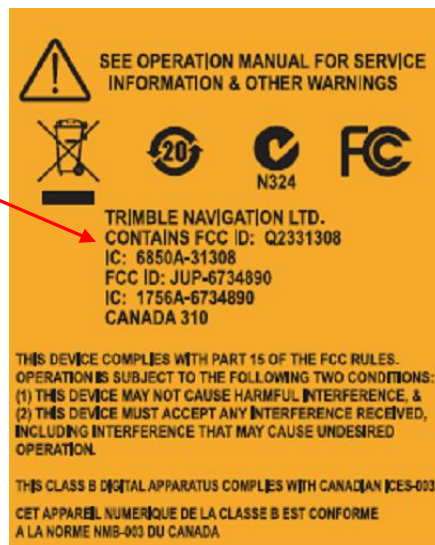 SEE OPERATION MANUAL FOR SERVICE
INFORMATION & OTHER WARNINGS
20
N324
FC
TRIMBLE NAVIGATION LTD.
CONTAINS FCC ID: Q2331308
IC: 6850A-31308
FCC ID: JUP-6734890
IC: 1756A-6734890
CANADA 310
THIS DEVICE COMPLIES WITH PART 15 OF THE FCC RULES.
OPERATION IS SUBJECT TO THE FOLLOWING TWO CONDITIONS:
(1) THIS DEVICE MAY NOT CAUSE HARMFUL INTERFERENCE, &
(2) THIS DEVICE MUST ACCEPT ANY INTERFERENCE RECEIVED,
INCLUDING INTERFERENCE THAT MAY CAUSE UNDESIRED
OPERATION.
THIS CLASS B DIGITAL APPARATUS COMPLIES WITH CANADIAN ICES-003
CET APPAREIL NUMERIQUE DE LA CLASSE B EST CONFORME
A LA NORME NMB-003 DU CANADA